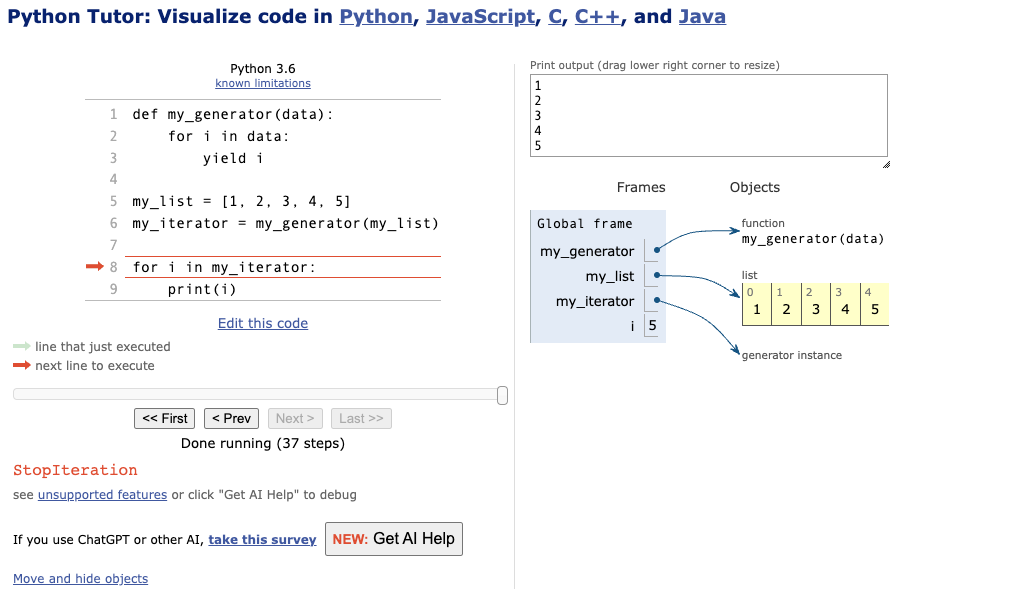 Python Tutor: Visualize code in Python, JavaScript, C, C++, and Java
Python 3.6
known limitations
1 def my_generator(data):
2 for i in data:
3 yield i
4
5 my_list = [1, 2, 3, 4, 5]
6 my_iterator = my_generator(my_list)
7
8 for i in my_iterator:
9 print(i)
Edit this code
line that just executed
next line to execute
<< First < Prev Next > Last >>
Done running (37 steps)
StopIteration
see unsupported features or click "Get AI Help" to debug
If you use ChatGPT or other AI, take this survey NEW: Get AI Help
Move and hide objects
Print output (drag lower right corner to resize)
1
2
3
4
5
Frames Objects
Global frame
my_generator
my_list
my_iterator
i 5
function
my_generator(data)
list
0 1 2 3 4
1 2 3 4 5
generator instance